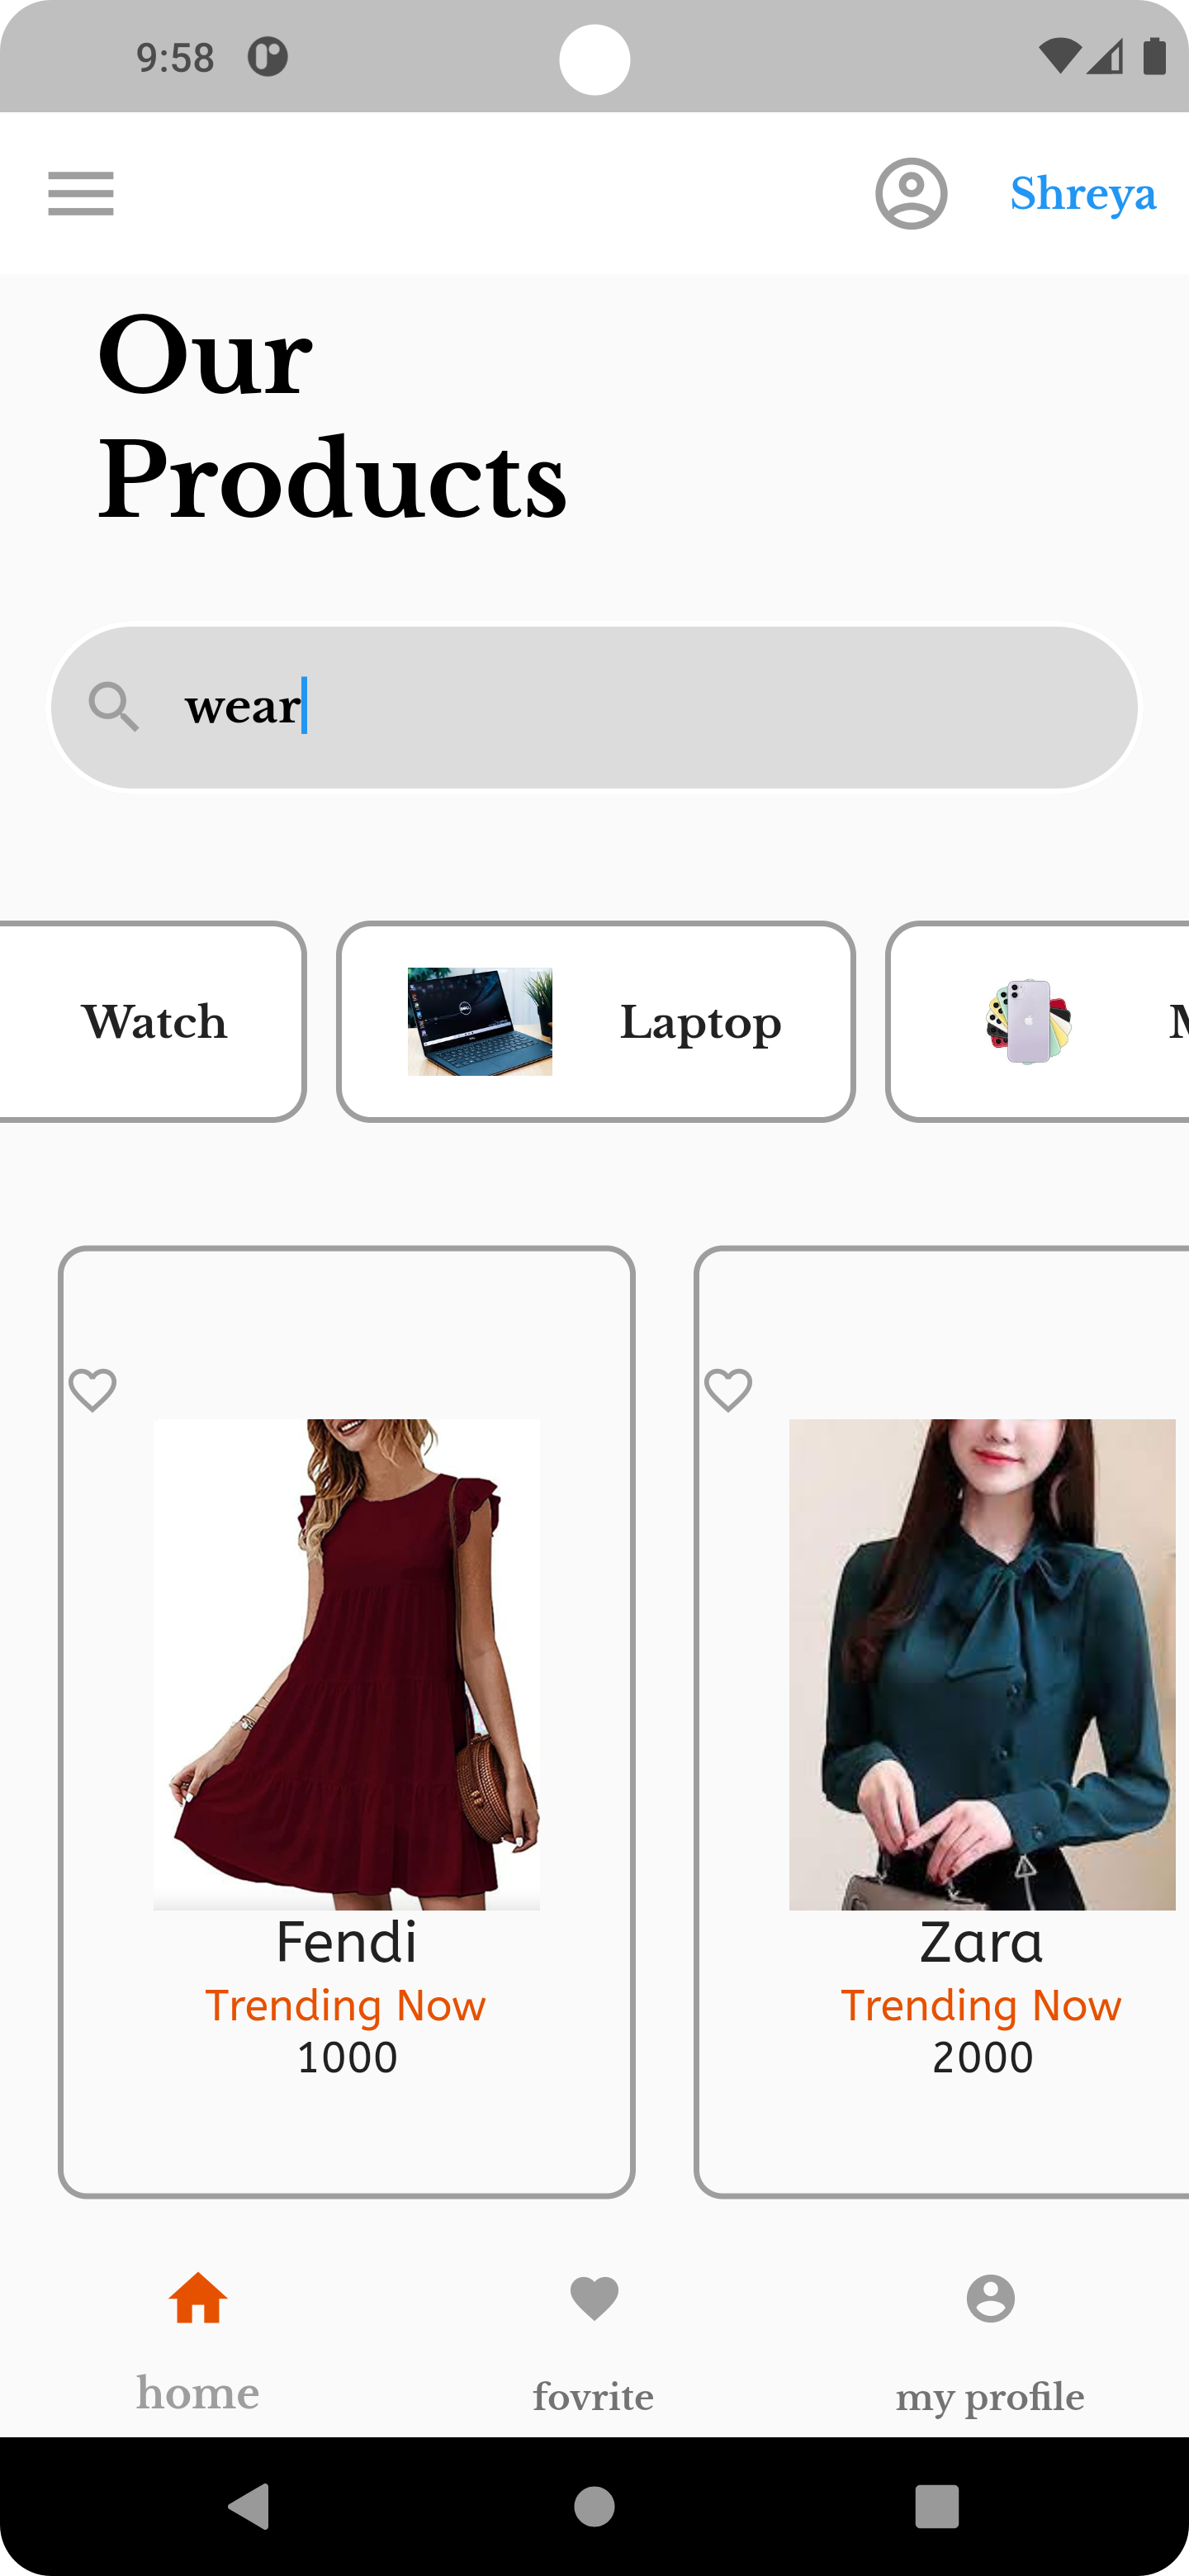 9:58
Shreya
Our
Products
wear
Watch
Laptop
M
Fendi
Trending Now
1000
Zara
Trending Now
2000
home
fovrite
my profile